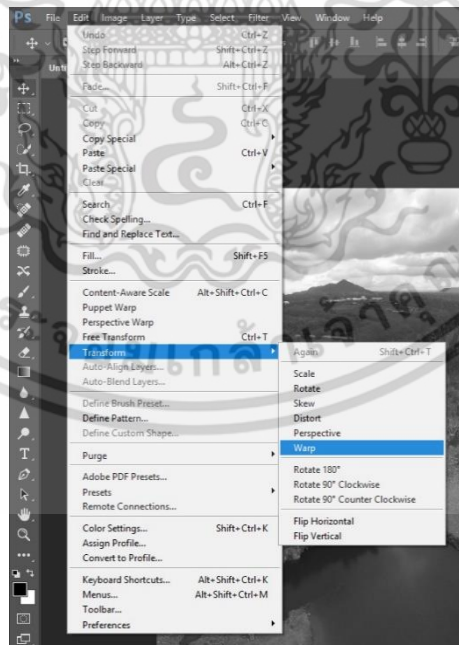 Ps File Edit Image Layer Type Select Filter View Window Help
Unti
Undo Ctrl+Z
Step Forward Shift+Ctrl+Z
Step Backward Alt+Ctrl+Z
Fade... Shift+Ctrl+F
Cut Ctrl+X
Copy Ctrl+C
Copy Special
Paste Ctrl+V
Paste Special
Clear
Search Ctrl+F
Check Spelling...
Find and Replace Text...
Fill... Shift+F5
Stroke...
Content-Aware Scale Alt+Shift+Ctrl+C
Puppet Warp
Perspective Warp
Free Transform Ctrl+T
Transform
Auto-Align Layers...
Auto-Blend Layers...
Define Brush Preset...
Define Pattern...
Define Custom Shape...
Purge
Adobe PDF Presets...
Presets
Remote Connections...
Color Settings... Shift+Ctrl+K
Assign Profile...
Convert to Profile...
Keyboard Shortcuts... Alt+Shift+Ctrl+K
Menus... Alt+Shift+Ctrl+M
Toolbar...
Preferences
Again Shift+Ctrl+T
Scale
Rotate
Skew
Distort
Perspective
Warp
Rotate 180°
Rotate 90° Clockwise
Rotate 90° Counter Clockwise
Flip Horizontal
Flip Vertical